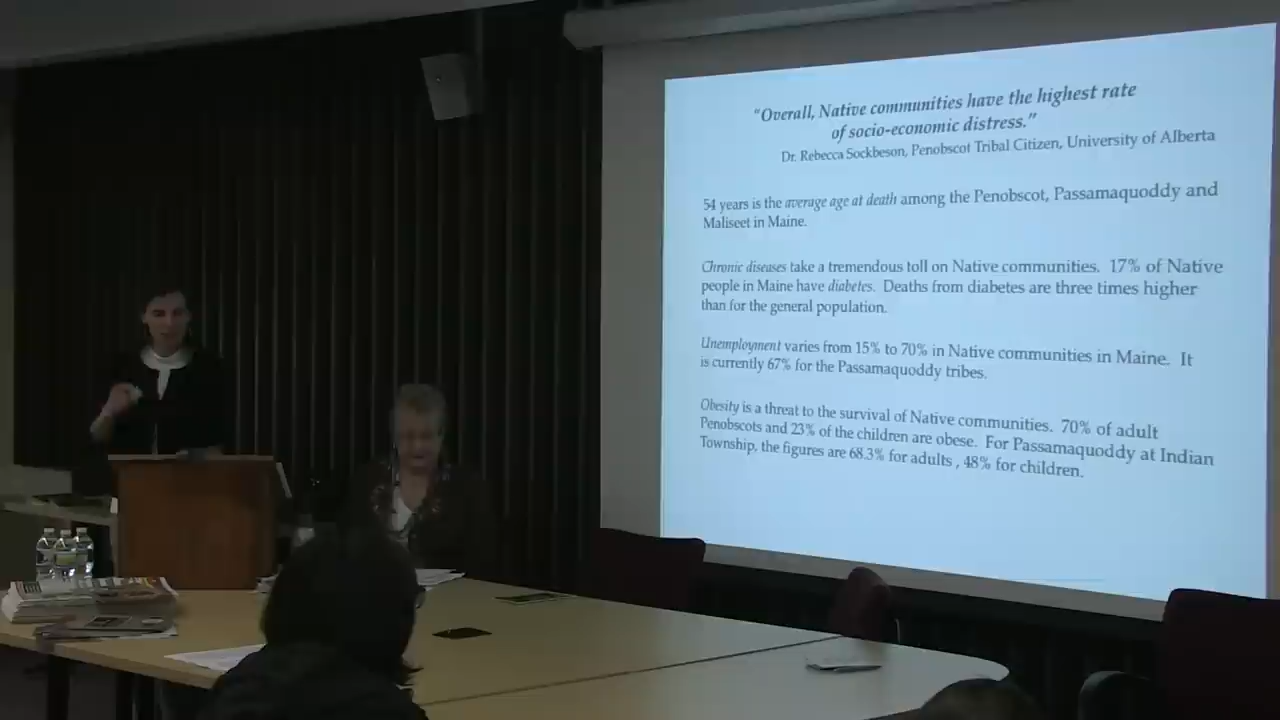 “Overall, Native communities have the highest rate
of socio-economic distress.”
Dr. Rebecca Sockbeson, Penobscot Tribal Citizen, University of Alberta
54 years is the average age at death among the Penobscot, Passamaquoddy and
Maliseet in Maine.
Chronic diseases take a tremendous toll on Native communities.  17% of Native
people in Maine have diabetes.  Deaths from diabetes are three times higher
than for the general population.
Unemployment varies from 15% to 70% in Native communities in Maine.  It
is currently 67% for the Passamaquoddy tribes.
Obesity is a threat to the survival of Native communities.  70% of adult
Penobscots and 23% of the children are obese.  For Passamaquoddy at Indian
Township, the figures are 68.3% for adults , 48% for children.